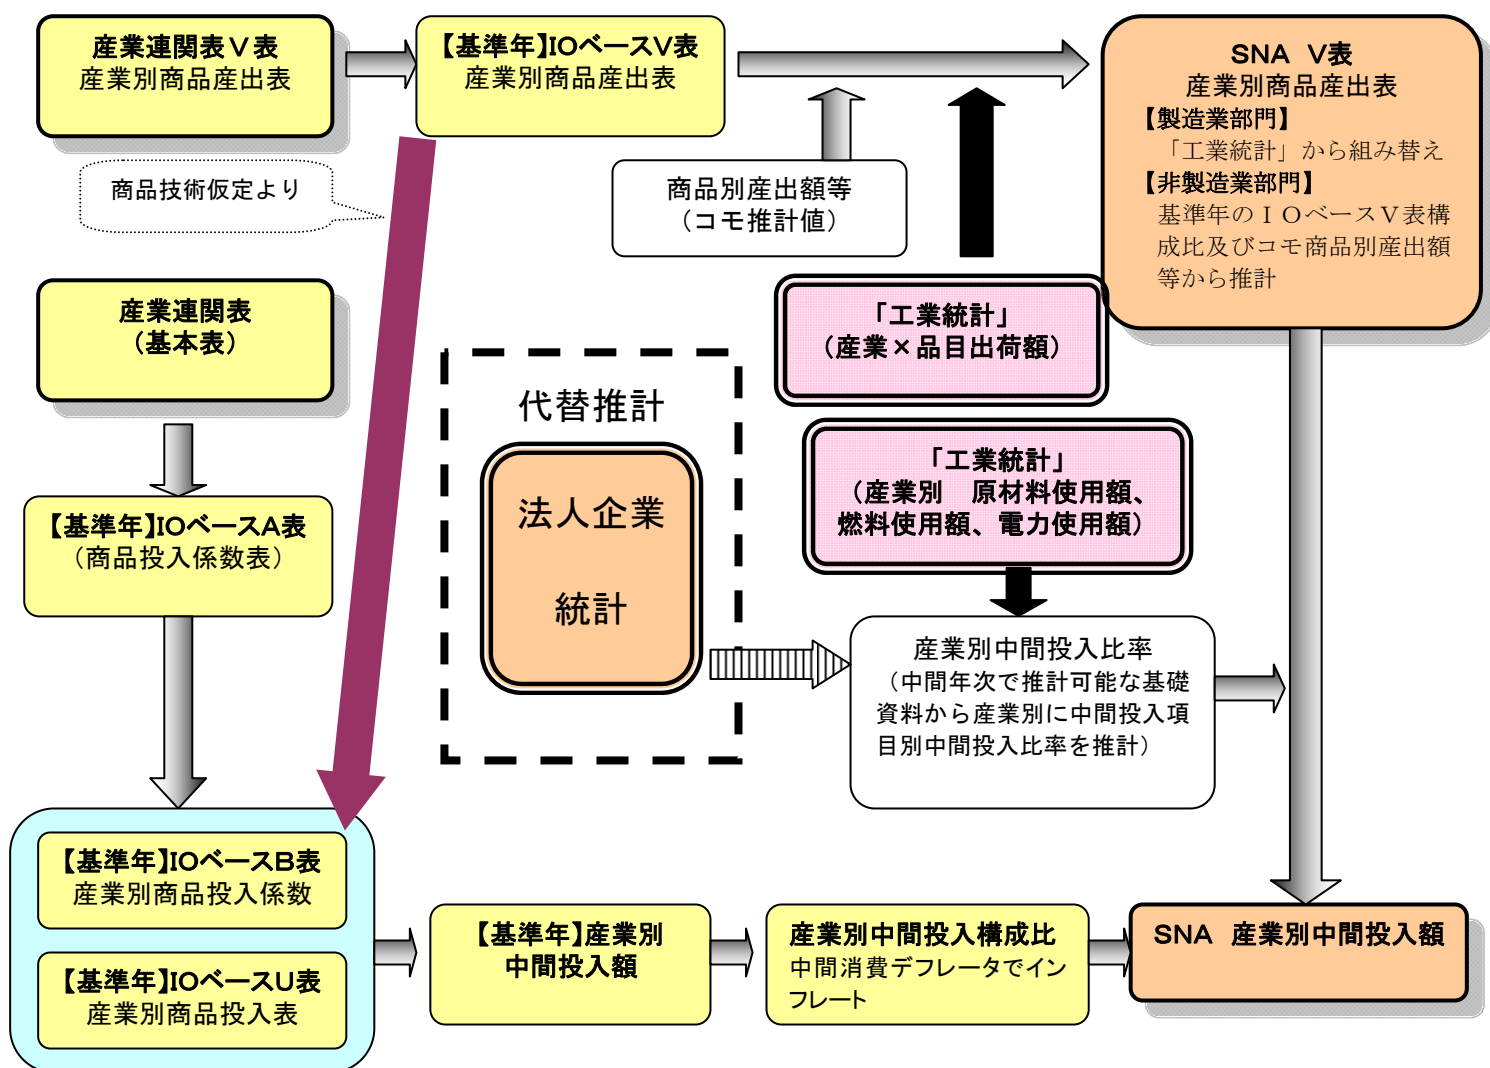 産業連関表V表
産業別商品産出表
【基準年】IOベースV表
産業別商品産出表
SNA V表
産業別商品産出表
【製造業部門】
「工業統計」から組み替え
【非製造業部門】
基準年のIOベースV表構
成比及びコモ商品別産出額
等から推計
商品技術仮定より
商品別産出額等
(コモ推計値)
産業連関表
(基本表)
「工業統計」
(産業×品目出荷額)
代替推計
法人企業
統計
「工業統計」
(産業別 原材料使用額、
燃料使用額、電力使用額)
【基準年】IOベースA表
(商品投入係数表)
産業別中間投入比率
(中間年次で推計可能な基礎
資料から産業別に中間投入項
目別中間投入比率を推計)
【基準年】IOベースB表
産業別商品投入係数
【基準年】IOベースU表
産業別商品投入表
【基準年】産業別
中間投入額
産業別中間投入構成比
中間消費デフレータでイン
フレート
SNA 産業別中間投入額